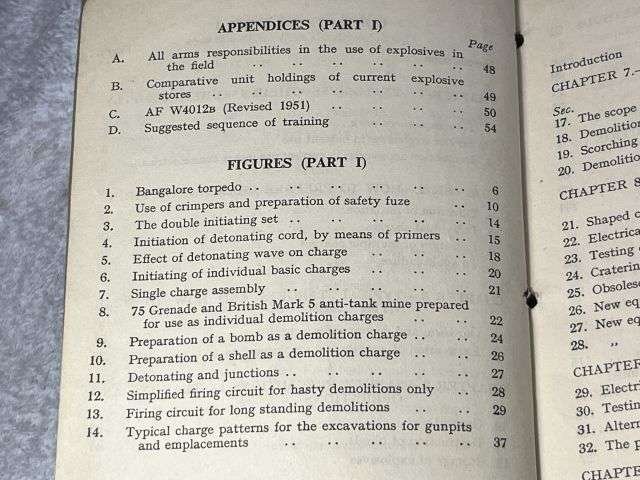 APPENDICES (PART I)
Page
A. All arms responsibilities in the use of explosives in
the field .. .. .. .. .. 48
B. Comparative unit holdings of current explosive
stores .. .. .. .. .. .. 49
C. AF W4012B (Revised 1951) .. .. .. .. 50
D. Suggested sequence of training .. .. .. 54
FIGURES (PART I)
1. Bangalore torpedo .. .. .. .. .. .. 6
2. Use of crimpers and preparation of safety fuze .. 10
3. The double initiating set .. .. .. .. .. 14
4. Initiation of detonating cord, by means of primers .. 15
5. Effect of detonating wave on charge .. .. .. 18
6. Initiating of individual basic charges .. .. .. 20
7. Single charge assembly .. .. .. .. .. 21
8. 75 Grenade and British Mark 5 anti-tank mine prepared
for use as individual demolition charges .. .. 22
9. Preparation of a bomb as a demolition charge .. .. 24
10. Preparation of a shell as a demolition charge .. 26
11. Detonating and junctions .. .. .. .. .. 27
12. Simplified firing circuit for hasty demolitions only .. 28
13. Firing circuit for long standing demolitions .. .. 29
14. Typical charge patterns for the excavations for gunpits
and emplacements .. .. .. .. .. 37
Introduction
CHAPTER 7.—
Sec.
17. The scope
18. Demolition
19. Scorching
20. Demolitio
CHAPTER 8
21. Shaped c
22. Electrica
23. Testing
24. Craterin
25. Obsoles
26. New eq
27. New eq
28. "
CHAPTER
29. Electri
30. Testin
31. Altern
32. The p
CHAPTE